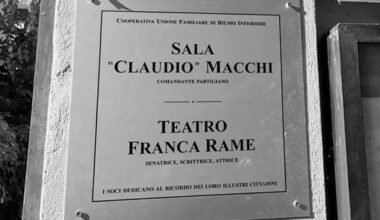 Cooperativa Unione Familiare di Biumo Inferiore
Sala
"Claudio" Macchi
comandante partigiano
Teatro
Franca Rame
senatrice, scrittrice, attrice
i soci dedicano al ricordo dei loro illustri cittadini